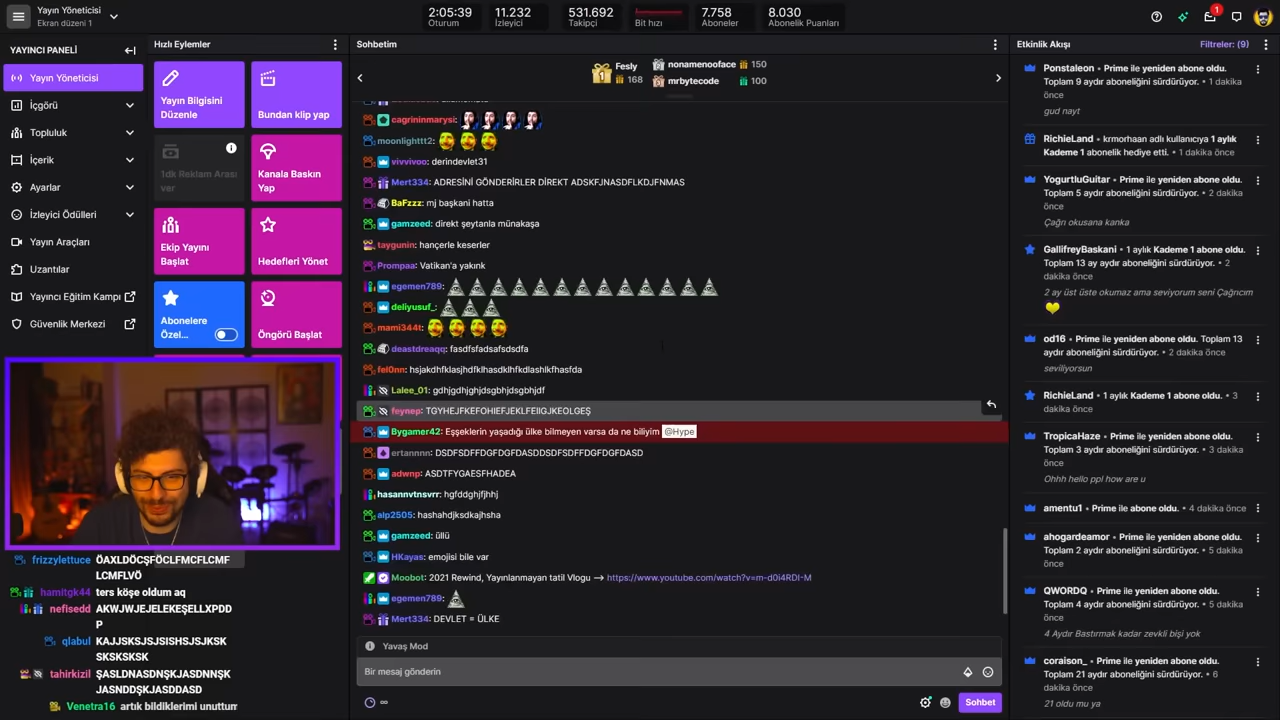 Yayın Yöneticisi
Ekran düzeni 1
2:05:39
Oturum
11.232
İzleyici
531.692
Takipçi
Bit hızı
7.758
Aboneler
8.030
Abonelik Puanları
1
YAYINCI PANELİ
Yayın Yöneticisi
İçgörü
Topluluk
İçerik
Ayarlar
İzleyici Ödülleri
Yayın Araçları
Uzantılar
Yayıncı Eğitim Kampı
Güvenlik Merkezi
Hızlı Eylemler
Yayın Bilgisini
Düzenle
Bundan klip yap
1dk Reklam Arası
ver
Kanala Baskın
Yap
Ekip Yayını
Başlat
Hedefleri Yönet
Abonelere
Özel...
Öngörü Başlat
frizzylettuce ÖAXLDÖCŞFÖCLFMCFLCMF
LCMFLVÖ
hamitgk44 ters köşe oldum aq
nefisedd AKWJWJEJELEKEŞELLXPDD
P
qlabul KAJJSKSJSJSISHSJSJKSK
SKSKSKSK
tahirkizil ŞASLDNASDNŞKJASDDNŞK
JASNDDŞKJASDDASD
Venetra16 artık bildiklerimi unuttum
Sohbetim
Fesly
168
nonamenooface 150
mrbytecode 100
cagrininmarysi:
moonlighttt2:
vivvivoo: derindevlet31
Mert334: ADRESİNİ GÖNDERİRLER DİREKT ADSKFJNASDFLKDJFNMAS
BaFzzz: mj başkani hatta
gamzeed: direkt şeytanla münakaşa
taygunin: hançerle keserler
Prompaa: Vatikan'a yakınk
egemen789:
deliyusuf_:
mami344t:
deastdreaqq: fasdfsfadsafsdsdfa
fel0nn: hsjakdhfklasjhdfklhasdklhfkdlashlkfhasfda
Lalee_01: gdhjgdhjghjdsgbhjdsgbhjdf
feynep: TGYHEJFKEFOHIEFJEKLFEIIGJKEOLGEŞ
Bygamer42: Eşşeklerin yaşadığı ülke bilmeyen varsa da ne biliyim @Hype
ertannnn: DSDFSDFFDGFDGFDASDDSDFSDFFDGFDGFDASD
adwnp: ASDTFYGAESFHADEA
hasannvtnsvrr: hgfddghjfjhhj
alp2505: hashahdjksdkajhsha
gamzeed: üllü
HKayas: emojisi bile var
Moobot: 2021 Rewind, Yayınlanmayan tatil Vlogu —> https://www.youtube.com/watch?v=m-d0i4RDI-M
egemen789:
Mert334: DEVLET = ÜLKE
Yavaş Mod
Bir mesaj gönderin
Sohbet
Etkinlik Akışı
Filtreler: (9)
Ponstaleon • Prime ile yeniden abone oldu.
Toplam 9 aydır aboneliğini sürdürüyor. • 1 dakika
önce
gud nayt
RichieLand • krmorhaan adlı kullanıcıya 1 aylık
Kademe 1 abonelik hediye etti. • 1 dakika önce
YogurtluGuitar • Prime ile yeniden abone oldu.
Toplam 5 aydır aboneliğini sürdürüyor. • 2 dakika
önce
Çağrı okusana kanka
GallifreyBaskani • 1 aylık Kademe 1 abone oldu.
Toplam 13 ay aydır aboneliğini sürdürüyor. • 2
dakika önce
2 ay üst üste okumaz ama seviyorum seni Çağrıcım
od16 • Prime ile yeniden abone oldu. Toplam 13
aydır aboneliğini sürdürüyor. • 2 dakika önce
seviliyorsun
RichieLand • 1 aylık Kademe 1 abone oldu. • 3
dakika önce
TropicaHaze • Prime ile yeniden abone oldu.
Toplam 3 aydır aboneliğini sürdürüyor. • 3 dakika
önce
Ohhh hello ppl how are u
amentu1 • Prime ile abone oldu. • 4 dakika önce
ahogardeamor • Prime ile yeniden abone oldu.
Toplam 2 aydır aboneliğini sürdürüyor. • 5 dakika
önce
QWORDQ • Prime ile yeniden abone oldu.
Toplam 4 aydır aboneliğini sürdürüyor. • 5 dakika
önce
4 Aydır Bastırmak kadar zevkli bişi yok
coraison_ • Prime ile yeniden abone oldu.
Toplam 21 aydır aboneliğini sürdürüyor. • 6
dakika önce
21 oldu mu ya